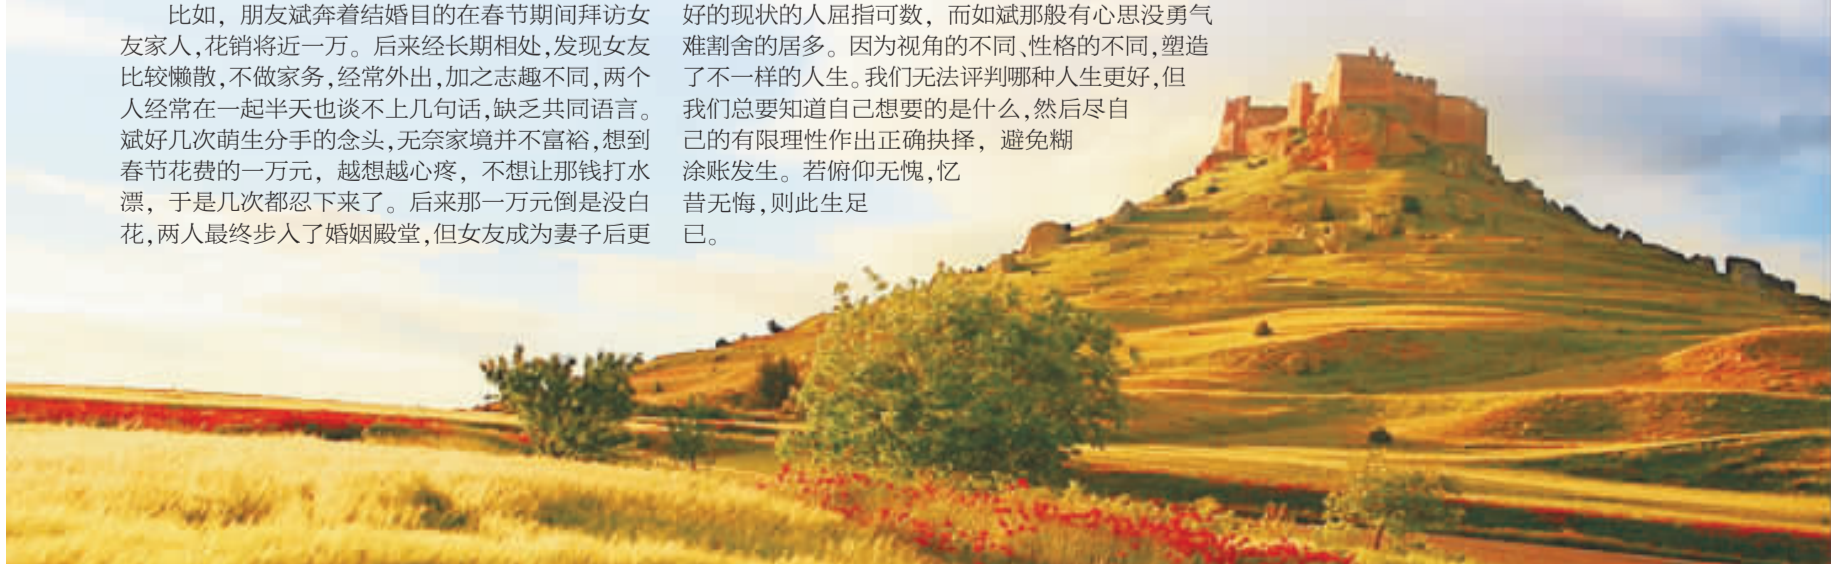 比如，朋友斌奔着结婚目的在春节期间拜访女
友家人,花销将近一万。后来经长期相处,发现女友
比较懒散,不做家务,经常外出,加之志趣不同,两个
人经常在一起半天也谈不上几句话,缺乏共同语言。
斌好几次萌生分手的念头,无奈家境并不富裕,想到
春节花费的一万元，越想越心疼，不想让那钱打水
漂，于是几次都忍下来了。后来那一万元倒是没白
花,两人最终步入了婚姻殿堂,但女友成为妻子后更
好的现状的人屈指可数，而如斌那般有心思没勇气
难割舍的居多。因为视角的不同、性格的不同,塑造
了不一样的人生。我们无法评判哪种人生更好,但
我们总要知道自己想要的是什么,然后尽自
己的有限理性作出正确抉择，避免糊
涂账发生。若俯仰无愧,忆
昔无悔,则此生足
已。